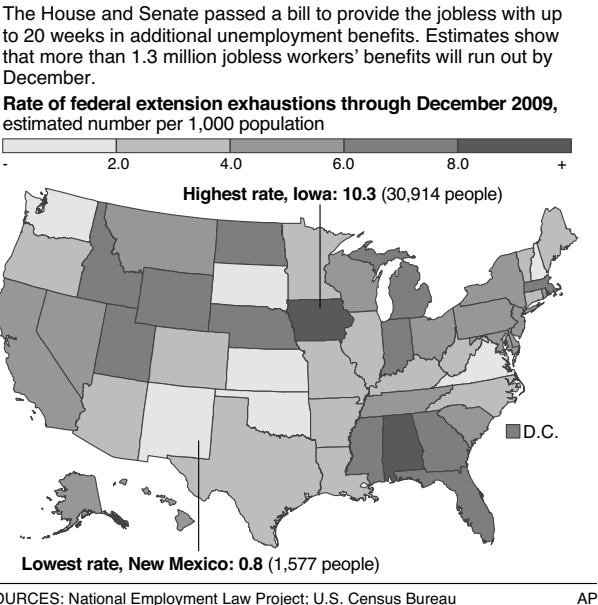 The House and Senate passed a bill to provide the jobless with up
to 20 weeks in additional unemployment benefits. Estimates show
that more than 1.3 million jobless workers' benefits will run out by
December.
Rate of federal extension exhaustions through December 2009,
estimated number per 1,000 population
- 2.0 4.0 6.0 8.0 +
Highest rate, Iowa: 10.3 (30,914 people)
D.C.
Lowest rate, New Mexico: 0.8 (1,577 people)
OURCES: National Employment Law Project; U.S. Census Bureau AP